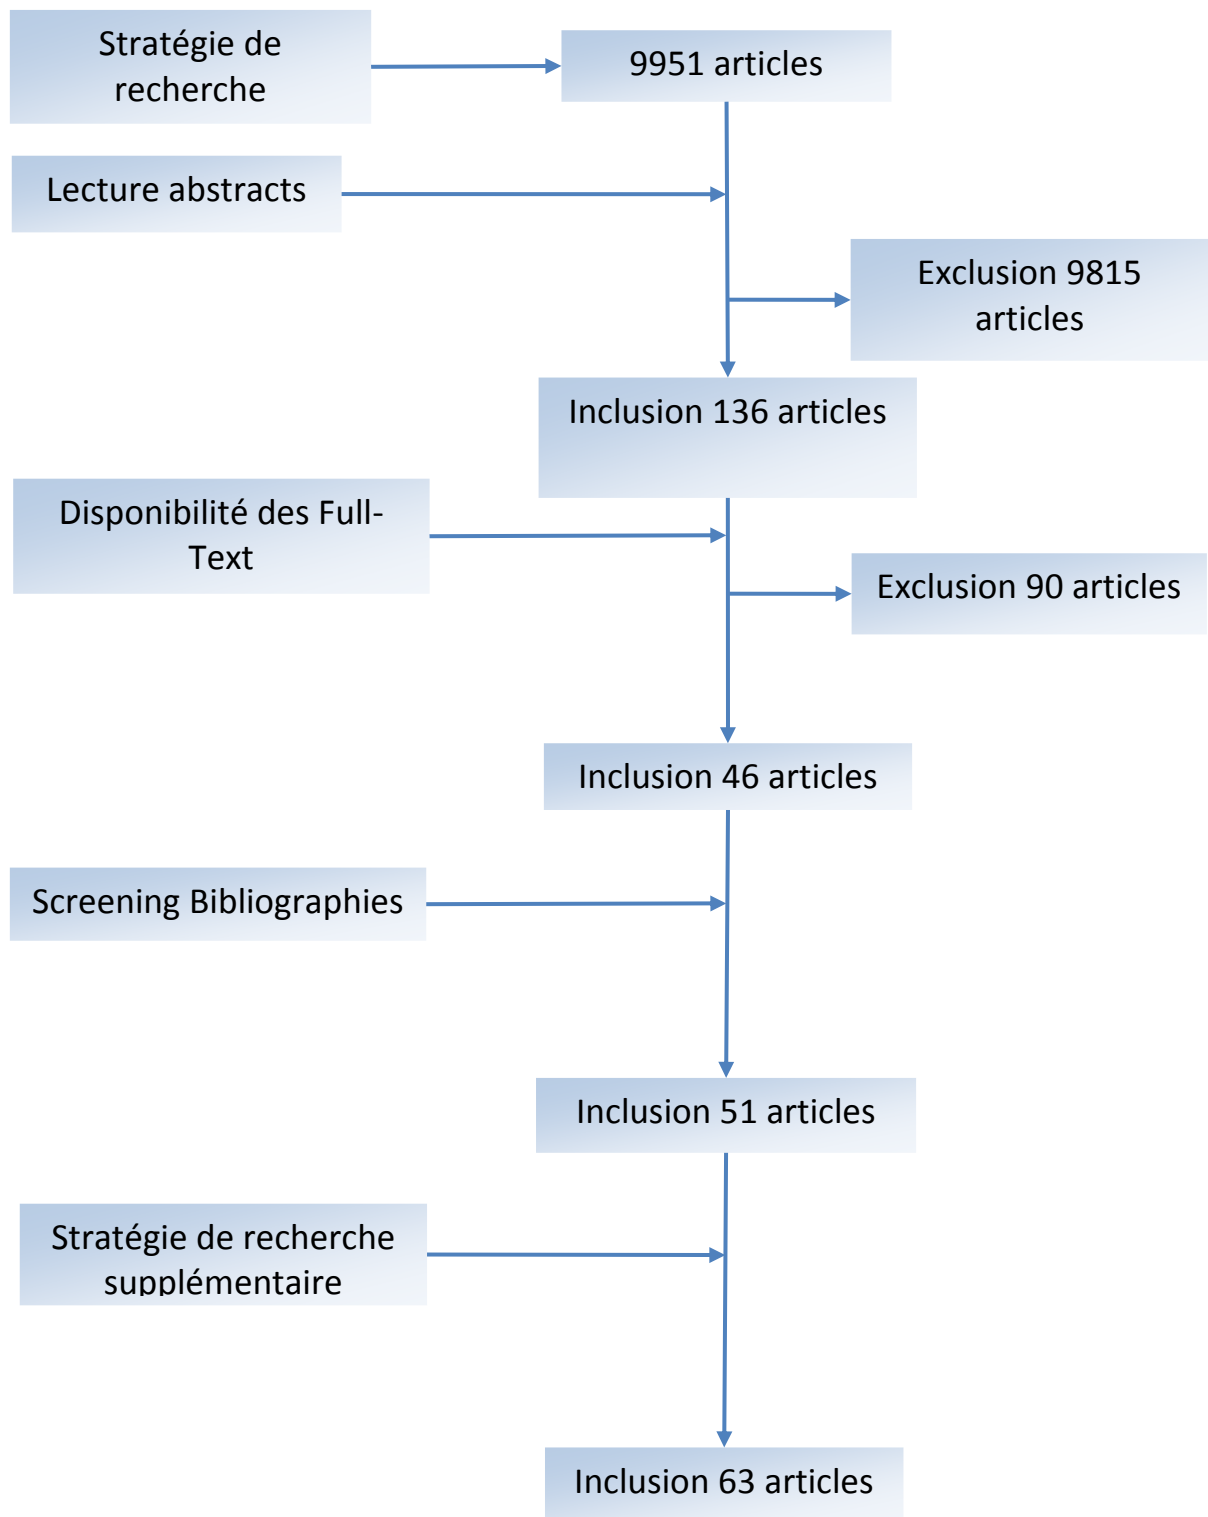 Stratégie de
recherche
9951 articles
Lecture abstracts
Exclusion 9815
articles
Inclusion 136 articles
Disponibilité des Full-
Text
Exclusion 90 articles
Inclusion 46 articles
Screening Bibliographies
Inclusion 51 articles
Stratégie de recherche
supplémentaire
Inclusion 63 articles